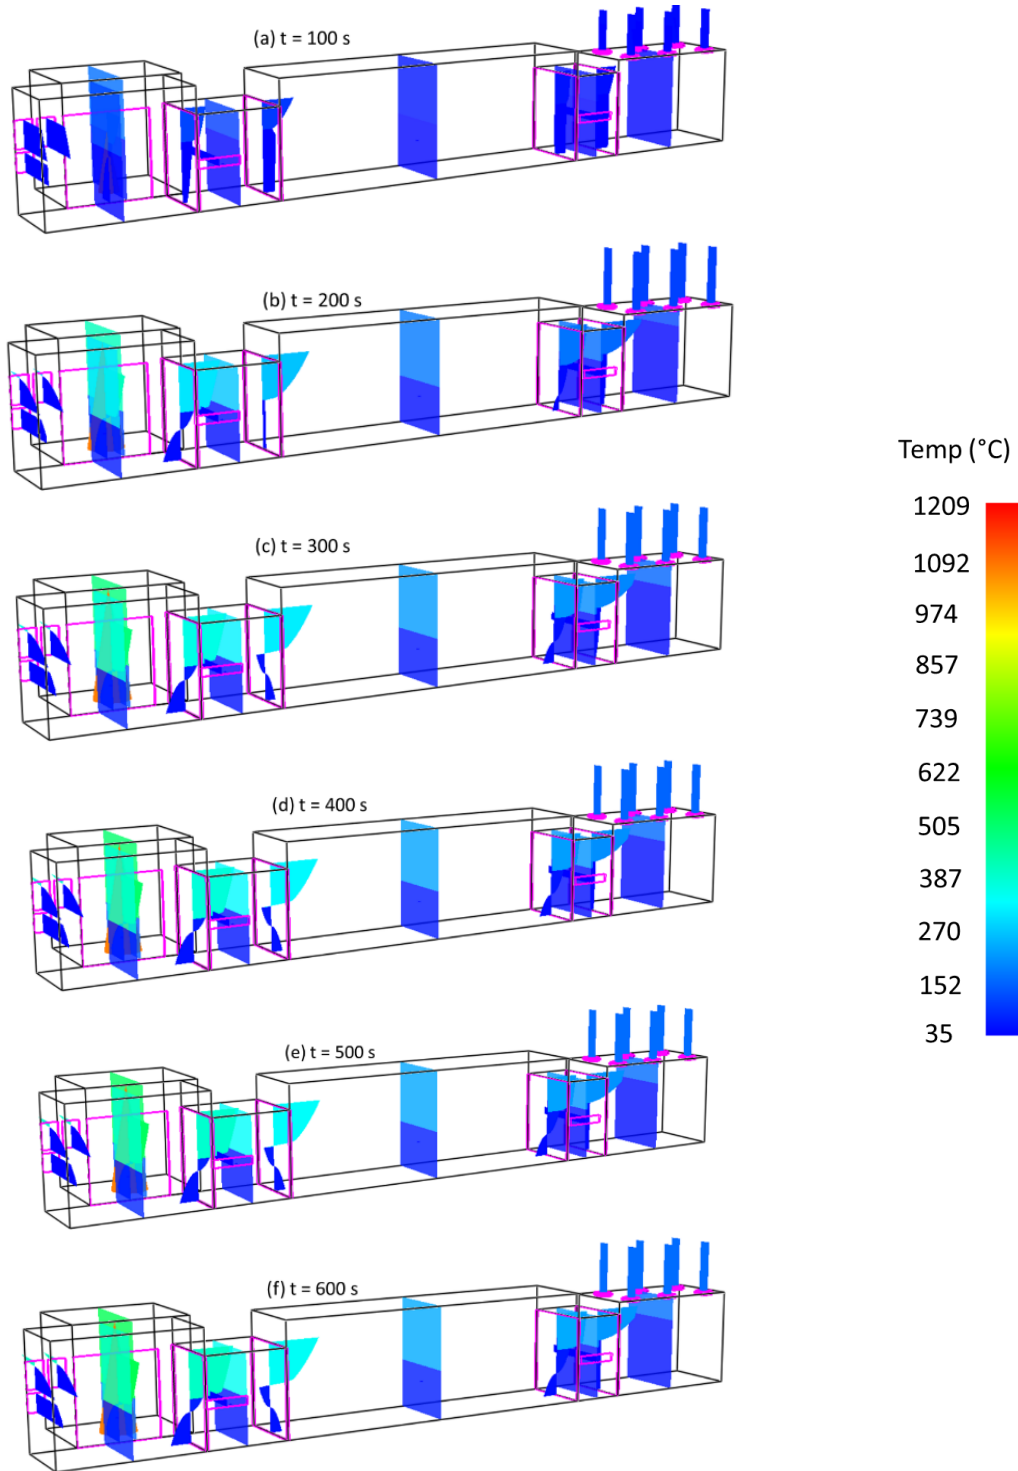 (a) t = 100 s
(b) t = 200 s
(c) t = 300 s
(d) t = 400 s
(e) t = 500 s
(f) t = 600 s
Temp (°C)
1209
1092
974
857
739
622
505
387
270
152
35